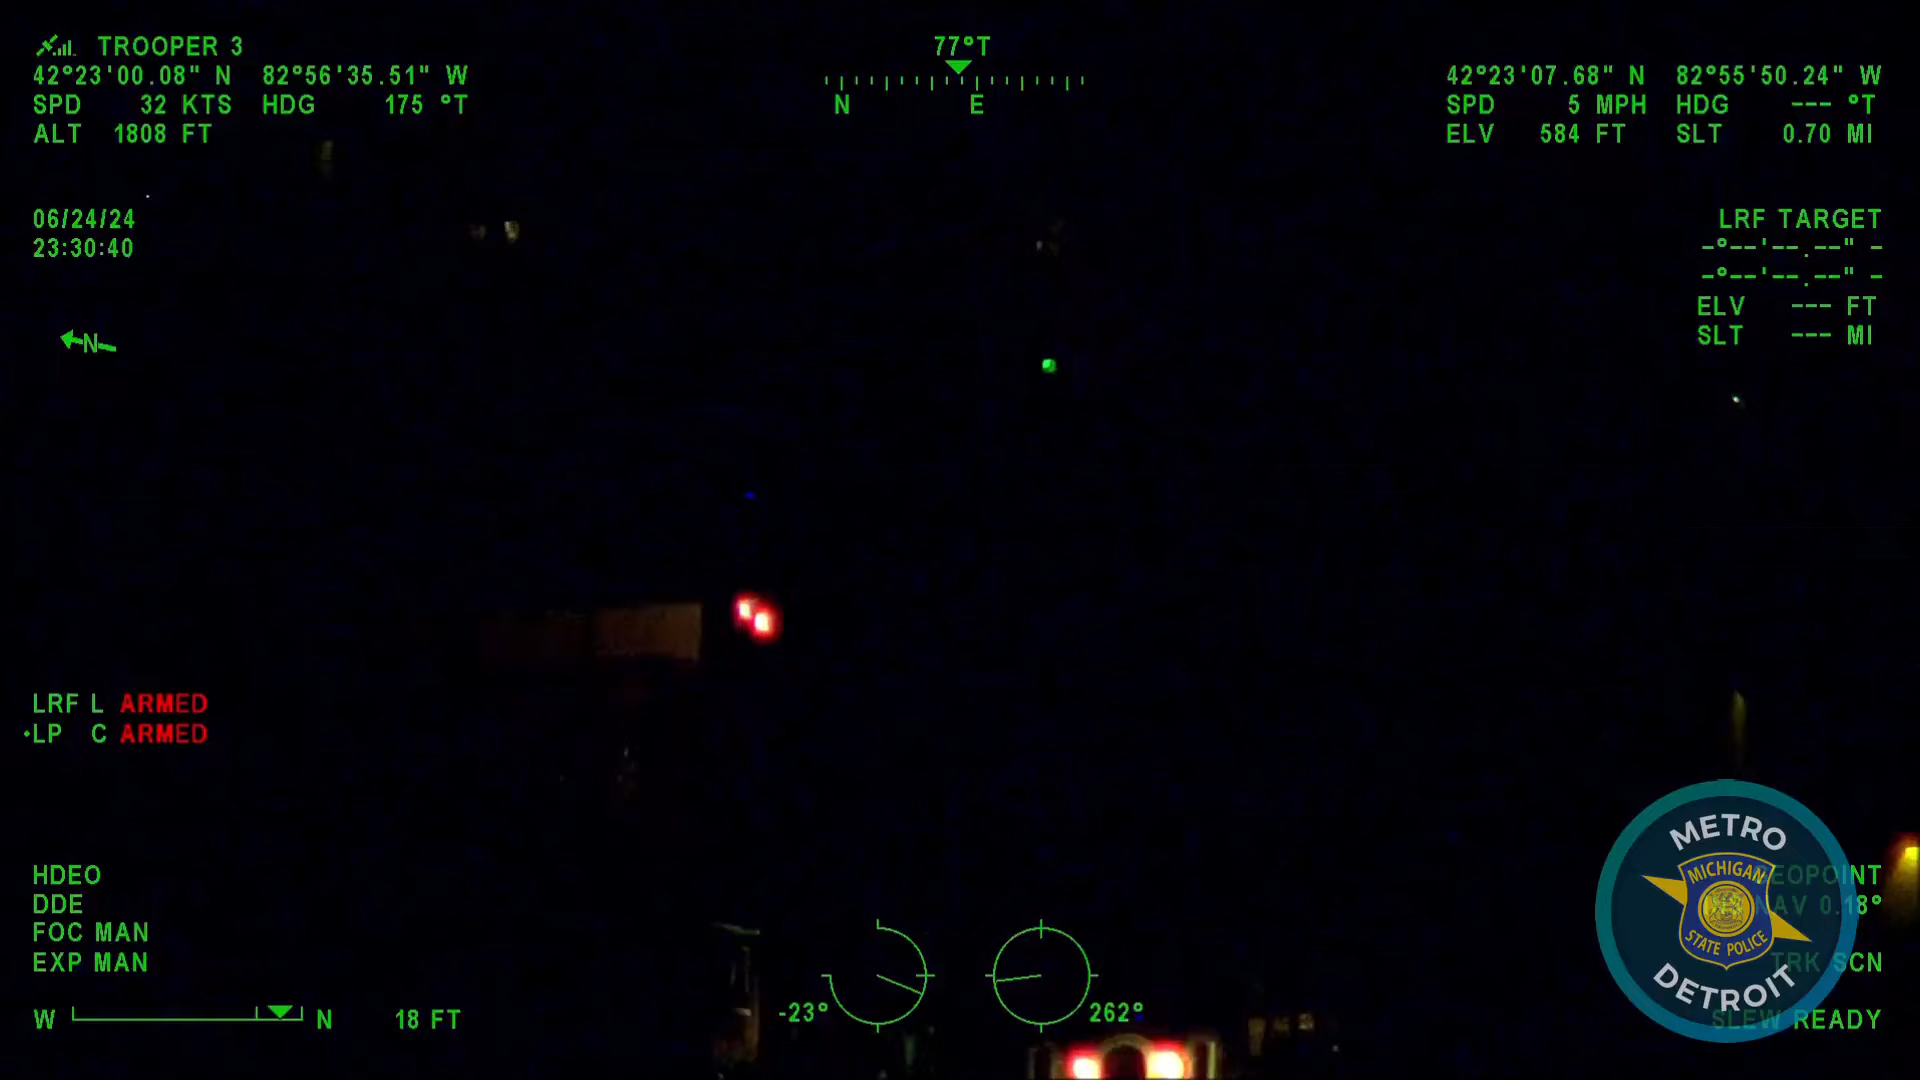 TROOPER 3
42°23'00.08" N 82°56'35.51" W
SPD 32 KTS HDG 175 °T
ALT 1808 FT
77°T
N E
42°23'07.68" N 82°55'50.24" W
SPD 5 MPH HDG --- °T
ELV 584 FT SLT 0.70 MI
06/24/24
23:30:40
LRF TARGET
-°--'--.--" -
-°--'--.--" -
ELV --- FT
SLT --- MI
N
LRF L ARMED
LP C ARMED
HDEO
DDE
FOC MAN
EXP MAN
W N 18 FT
-23°
262°
METRO
MICHIGAN
STATE POLICE
DETROIT
NAV 0.18°
TRK SCN
SLEW READY